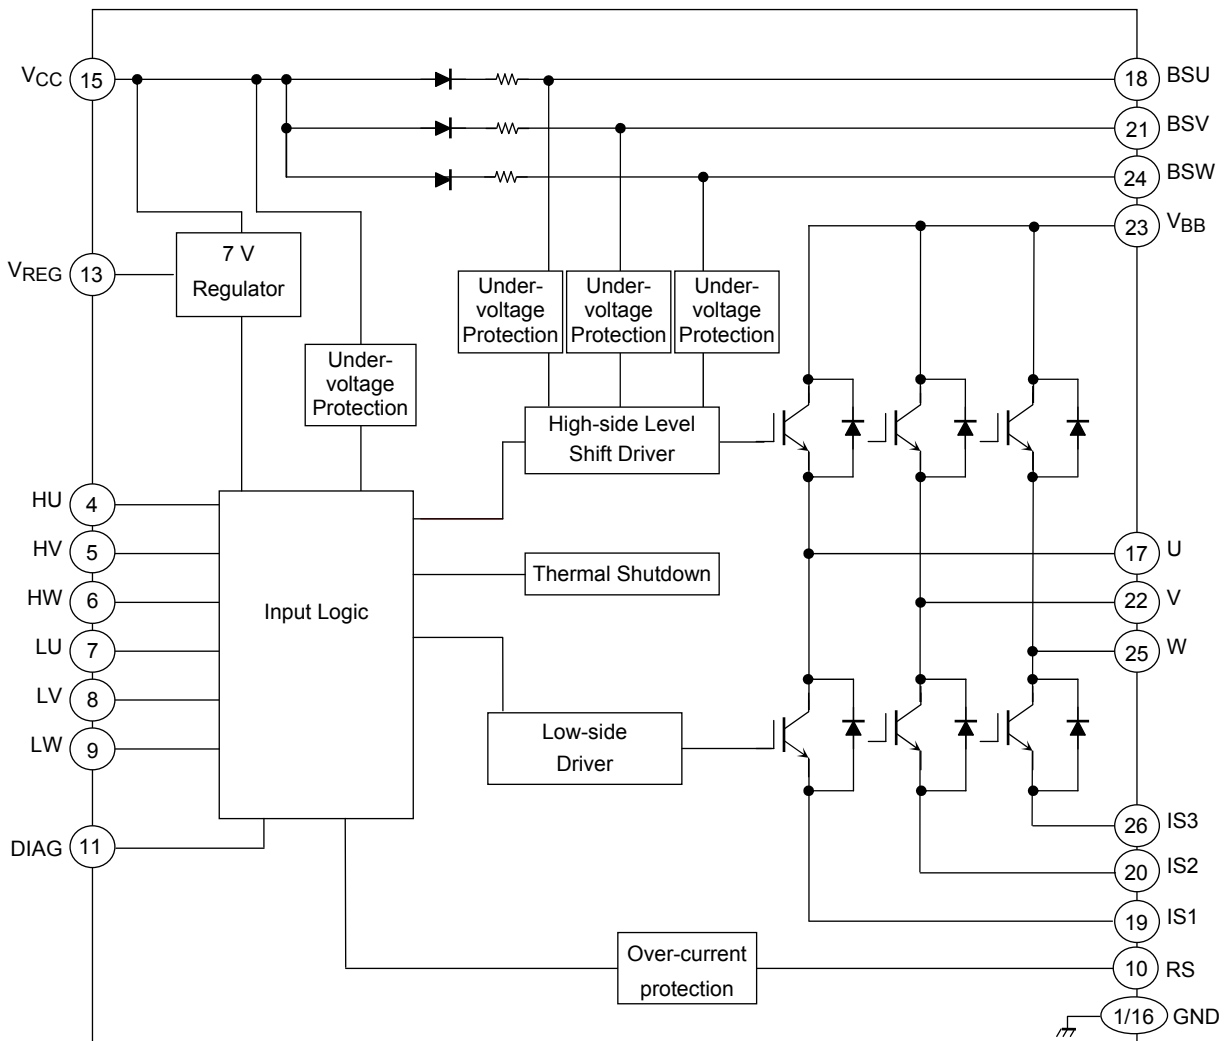 VCC 15
18 BSU
21 BSV
24 BSW
23 VBB
7 V
Regulator
VREG 13
Under-
voltage
Protection
Under-
voltage
Protection
Under-
voltage
Protection
Under-
voltage
Protection
High-side Level
Shift Driver
HU 4
HV 5
HW 6
LU 7
LV 8
LW 9
DIAG 11
Input Logic
Thermal Shutdown
Low-side
Driver
17 U
22 V
25 W
26 IS3
20 IS2
19 IS1
Over-current
protection
10 RS
1/16 GND